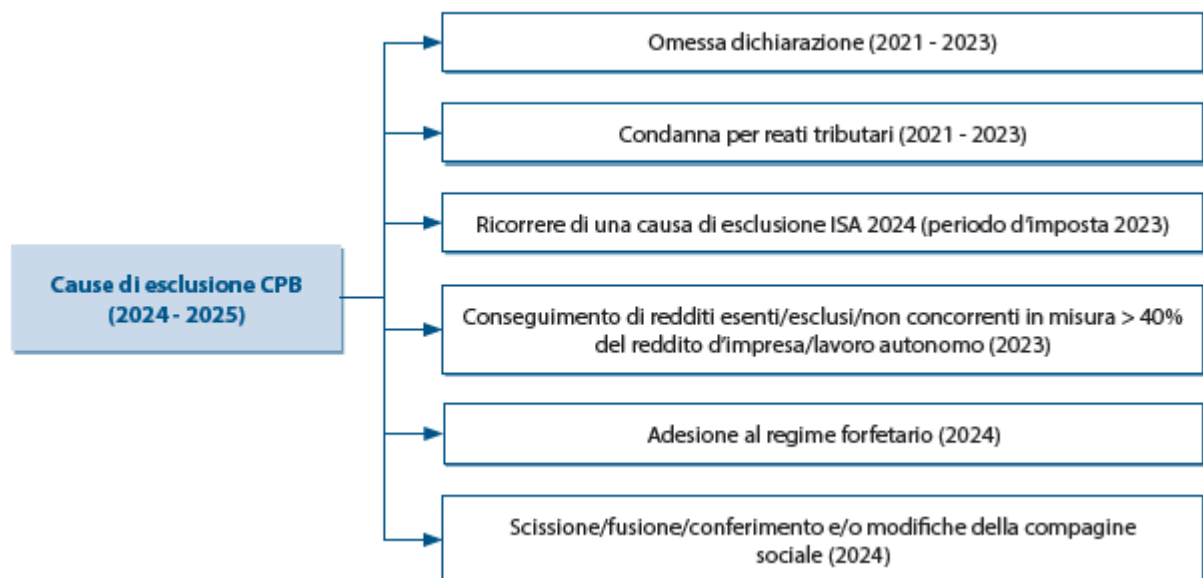 Omessa dichiarazione (2021 - 2023)
Condanna per reati tributari (2021 - 2023)
Ricorrere di una causa di esclusione ISA 2024 (periodo d'imposta 2023)
Cause di esclusione CPB
(2024 - 2025)
Conseguimento di redditi esenti/esclusi/non concorrenti in misura > 40%
del reddito d'impresa/lavoro autonomo (2023)
Adesione al regime forfetario (2024)
Scissione/fusione/conferimento e/o modifiche della compagine
sociale (2024)